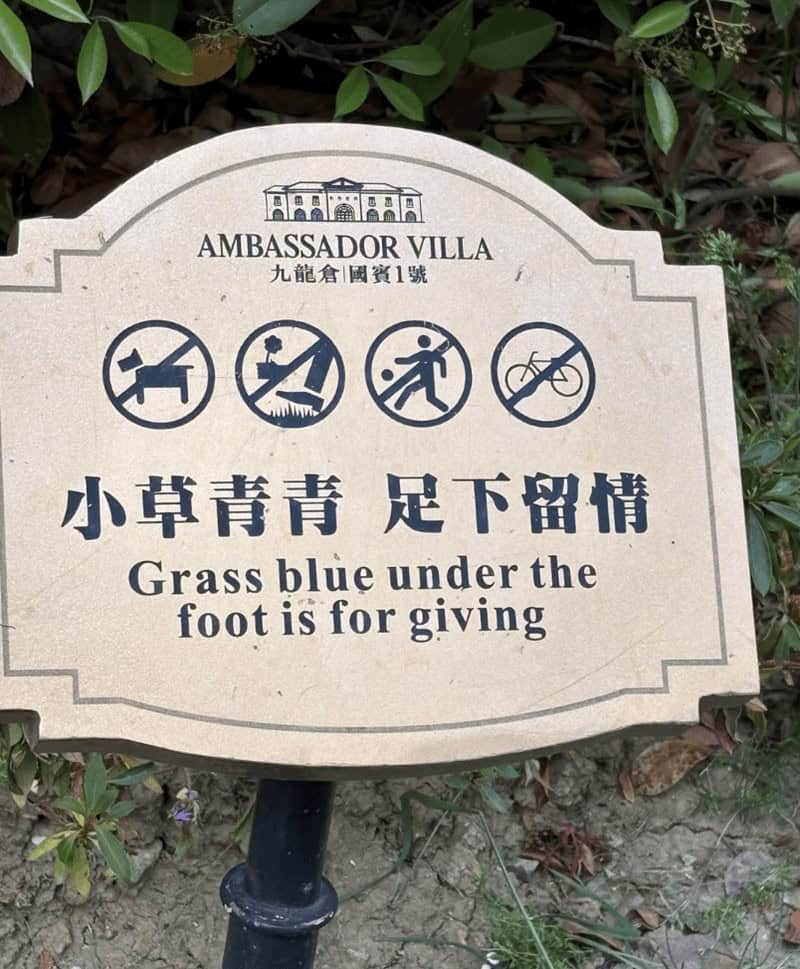 AMBASSADOR VILLA
九龍倉|國賓1號
小草青青 足下留情
Grass blue under the
foot is for giving